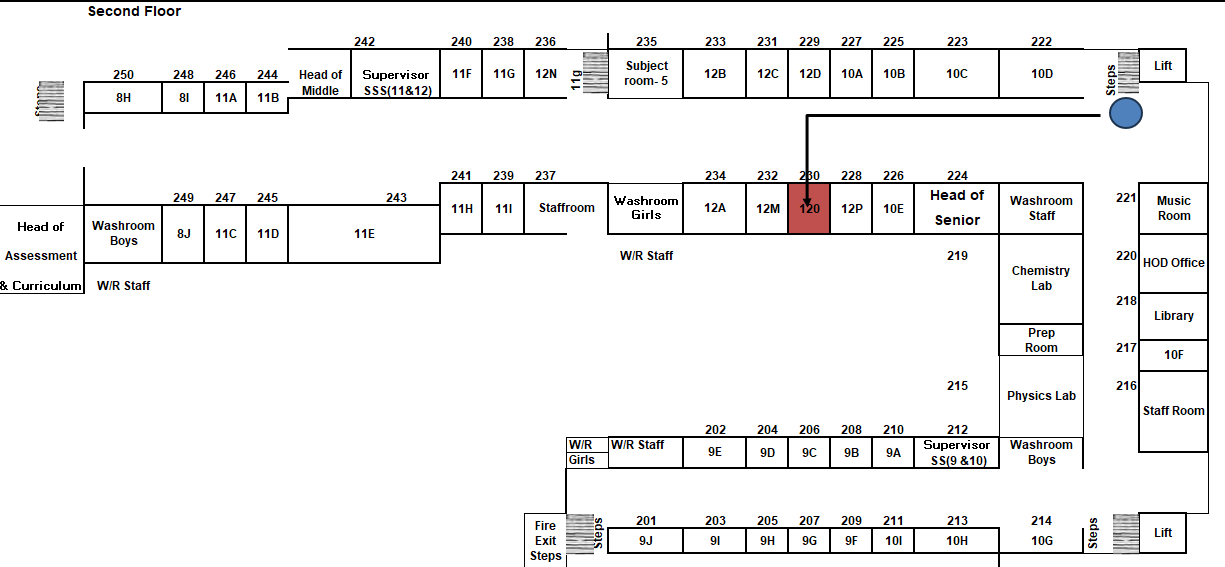 Second Floor
242 240 238 236 235 233 231 229 227 225 223 222
250 248 246 244
Head of
Middle
Supervisor
SSS(11&12)
11F 11G 12N
11g
Subject
room- 5
12B 12C 12D 10A 10B 10C 10D
Steps
Lift
8H 8I 11A 11B
241 239 237 234 232 230 228 226 224
249 247 245 243
221
11H 11I Staffroom
Washroom
Girls
12A 12M 120 12P 10E
Head of
Senior
Washroom
Staff
Music
Room
Head of
Assessment
& Curriculum
Washroom
Boys
8J 11C 11D 11E
W/R Staff
W/R Staff
219
Chemistry
Lab
220
HOD Office
218
Library
Prep
Room
217
10F
215
Physics Lab
216
Staff Room
202 204 206 208 210 212
W/R
Girls
W/R Staff
9E 9D 9C 9B 9A
Supervisor
SS(9 &10)
Washroom
Boys
201 203 205 207 209 211 213 214
Fire
Exit
Steps
Steps
9J 9I 9H 9G 9F 10I 10H 10G
Steps
Lift